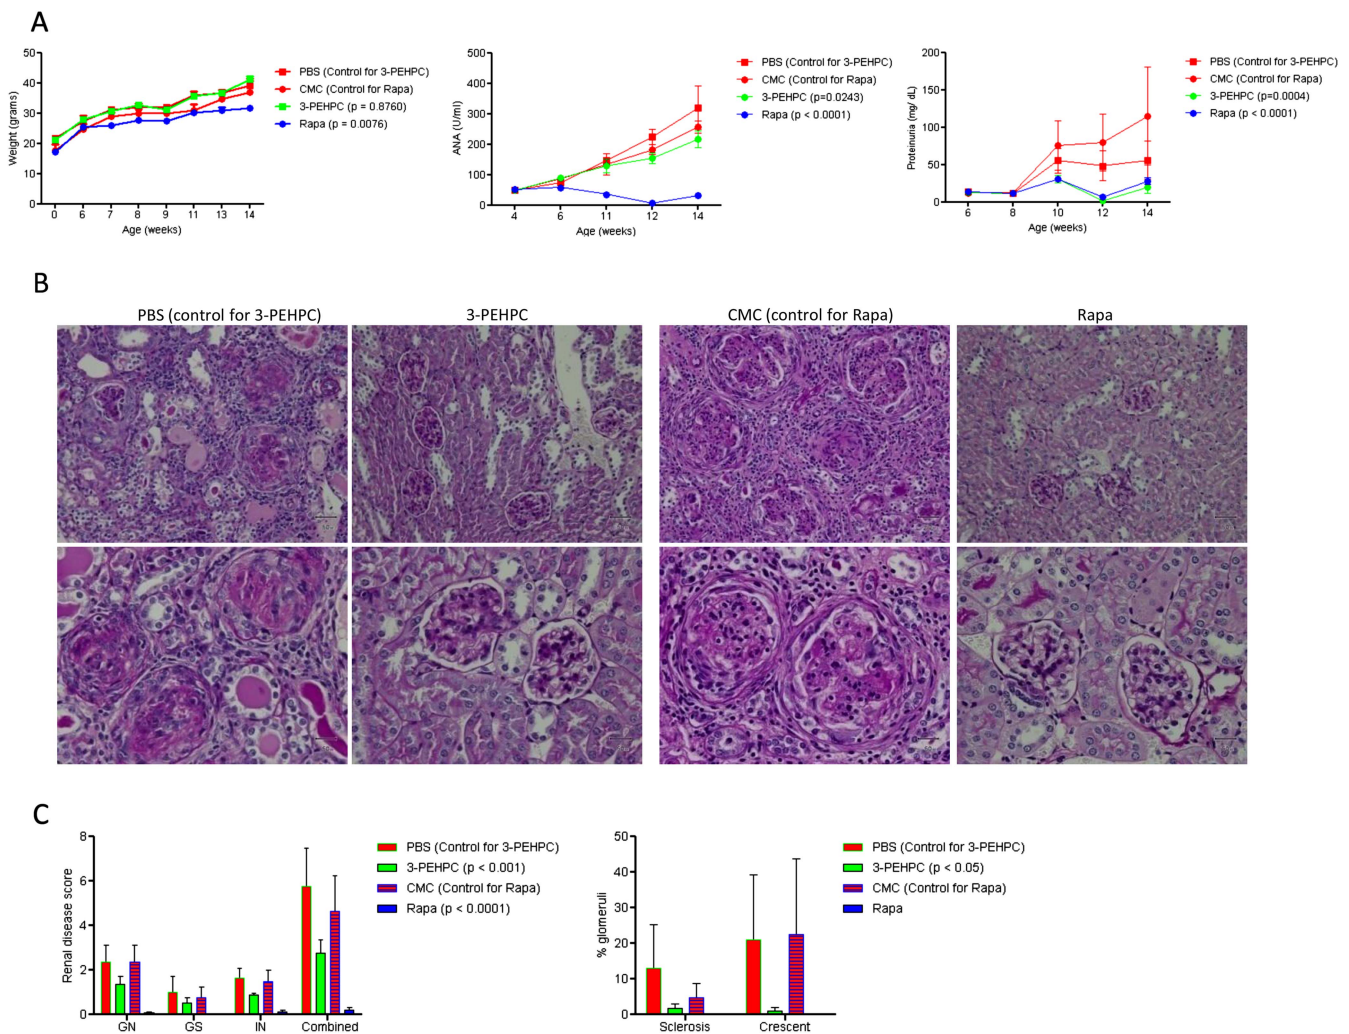 A
50
40
30
20
10
0
Weight (grams)
0 6 7 8 9 11 13 14
Age (weeks)
PBS (Control for 3-PEHPC)
CMC (Control for Rapa)
3-PEHPC (p = 0.8760)
Rapa (p = 0.0076)
500
400
300
200
100
0
ANA (U/ml)
4 6 11 12 14
Age (weeks)
PBS (Control for 3-PEHPC)
CMC (Control for Rapa)
3-PEHPC (p=0.0243)
Rapa (p < 0.0001)
200
150
100
50
0
Proteinuria (mg/ dL)
6 8 10 12 14
Age (weeks)
PBS (Control for 3-PEHPC)
CMC (Control for Rapa)
3-PEHPC (p=0.0004)
Rapa (p < 0.0001)
B
PBS (control for 3-PEHPC) 3-PEHPC CMC (control for Rapa) Rapa
C
8
6
4
2
0
Renal disease score
GN GS IN Combined
PBS (Control for 3-PEHPC)
3-PEHPC (p < 0.001)
CMC (Control for Rapa)
Rapa (p < 0.0001)
50
40
30
20
10
0
% glomeruli
Sclerosis Crescent
PBS (Control for 3-PEHPC)
3-PEHPC (p < 0.05)
CMC (Control for Rapa)
Rapa